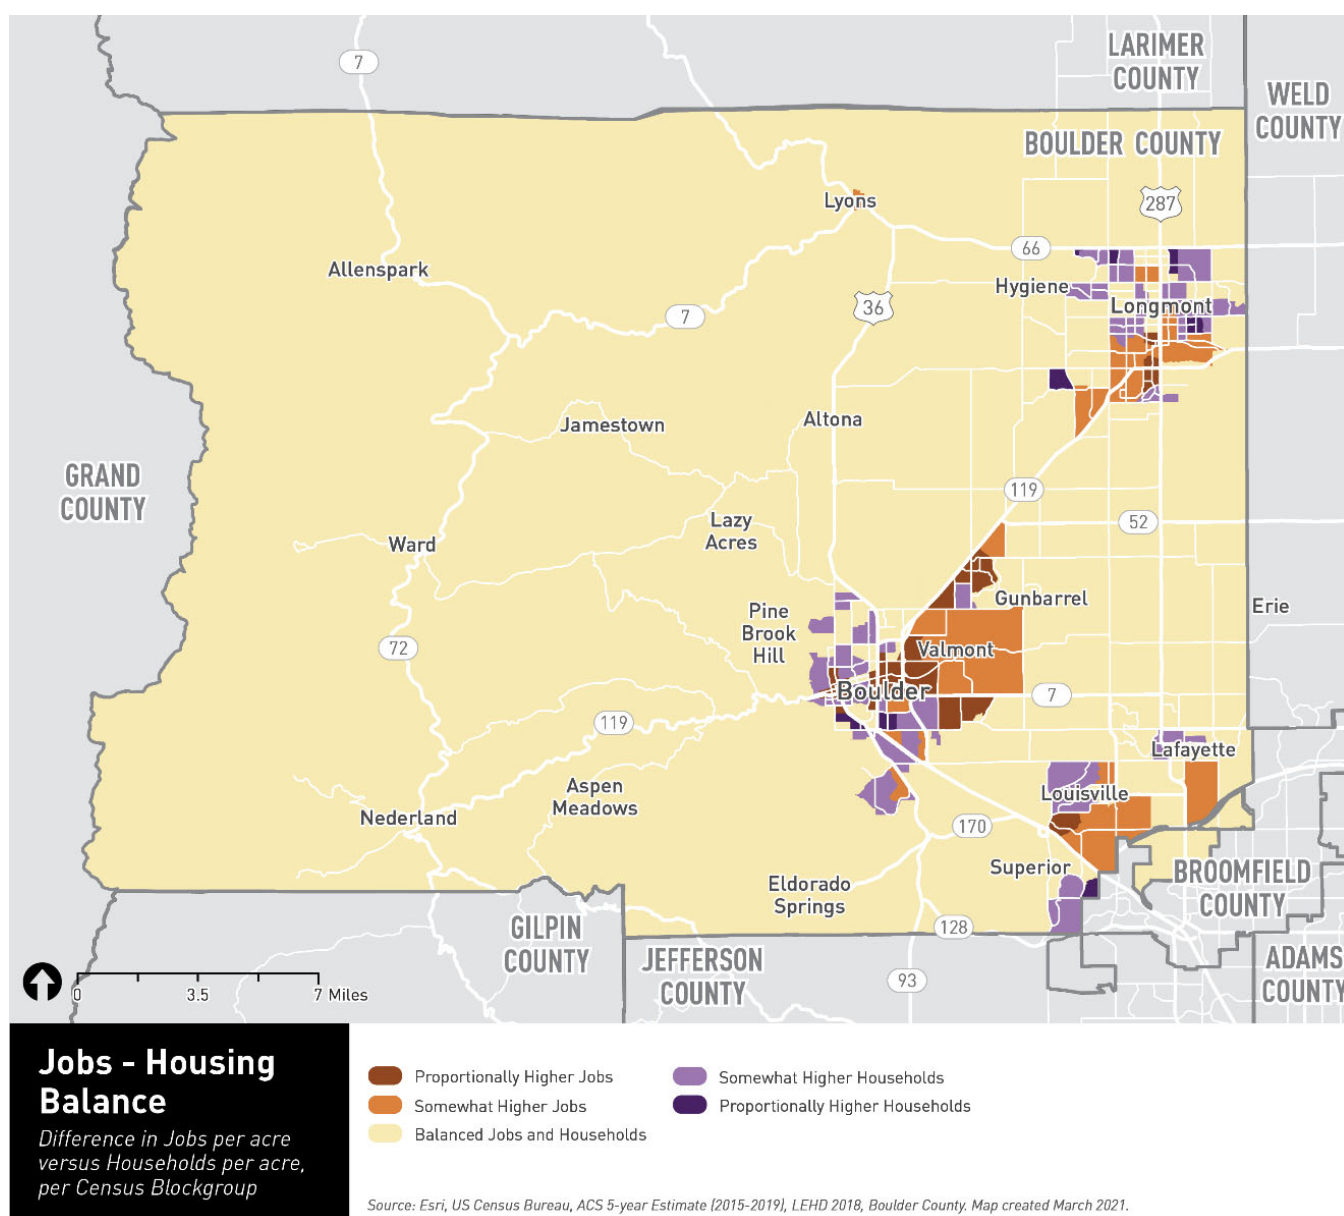 7
LARIMER
COUNTY
WELD
COUNTY
BOULDER COUNTY
Lyons
287
66
Allenspark
Hygiene
36
Longmont
7
Jamestown
Altona
GRAND
COUNTY
119
Lazy
Acres
52
Ward
Pine
Brook
Hill
Gunbarrel
Erie
72
Valmont
Boulder
7
119
Lafayette
Aspen
Meadows
Louisville
Nederland
170
Superior
BROOMFIELD
COUNTY
Eldorado
Springs
GILPIN
COUNTY
128
JEFFERSON
COUNTY
93
ADAMS
COUNTY
0 3.5 7 Miles
Jobs - Housing
Balance
Difference in Jobs per acre
versus Households per acre,
per Census Blockgroup
Proportionally Higher Jobs
Somewhat Higher Jobs
Balanced Jobs and Households
Somewhat Higher Households
Proportionally Higher Households
Source: Esri, US Census Bureau, ACS 5-year Estimate (2015-2019), LEHD 2018, Boulder County. Map created March 2021.